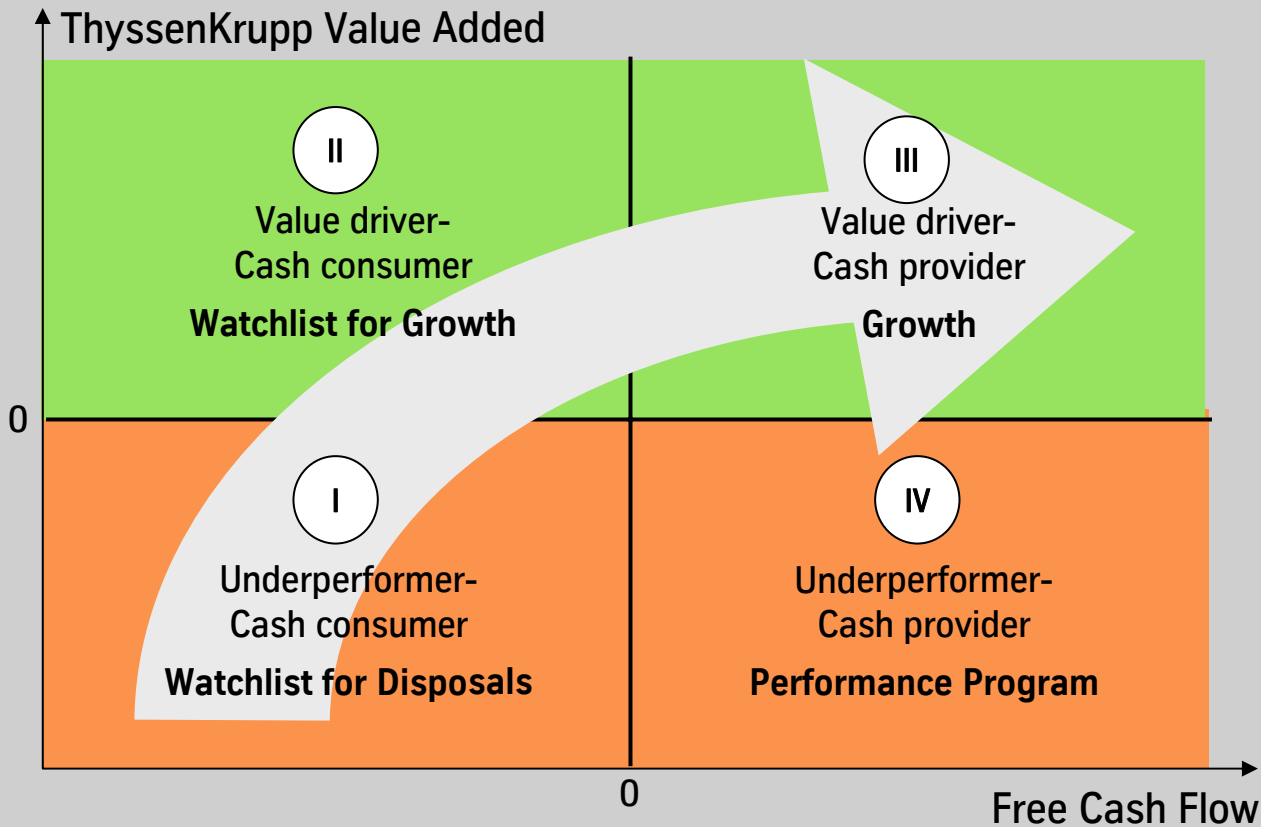 ThyssenKrupp Value Added
II
Value driver-
Cash consumer
Watchlist for Growth
III
Value driver-
Cash provider
Growth
0
I
Underperformer-
Cash consumer
Watchlist for Disposals
IV
Underperformer-
Cash provider
Performance Program
0
Free Cash Flow